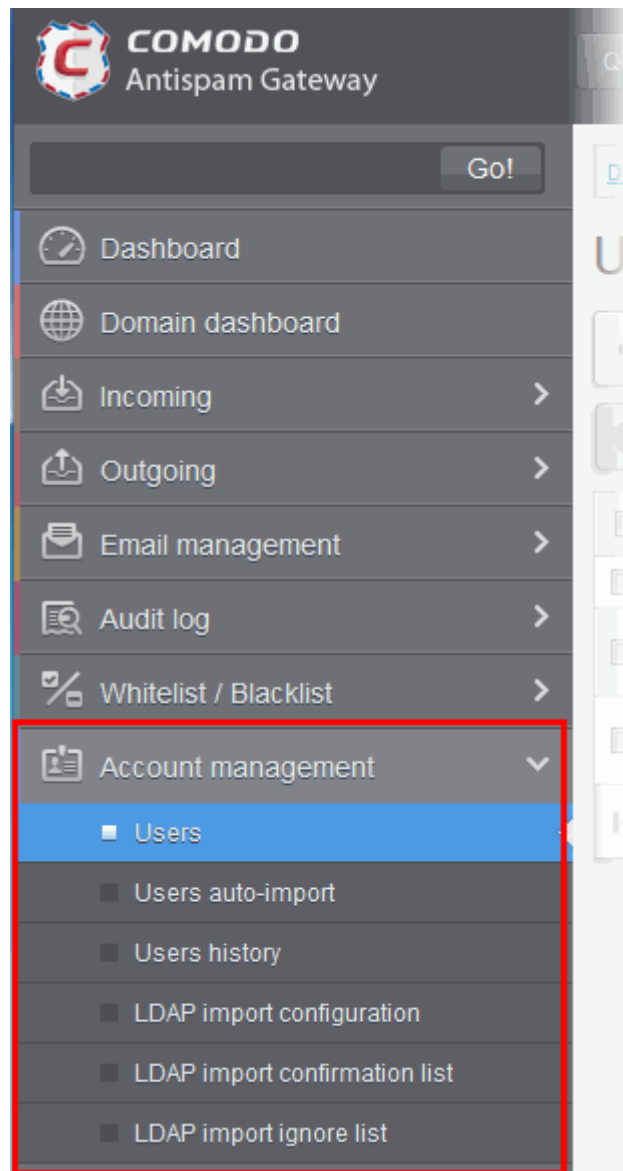 COMODO
Antispam Gateway
Go!
Dashboard
Domain dashboard
Incoming
Outgoing
Email management
Audit log
Whitelist / Blacklist
Account management
Users
Users auto-import
Users history
LDAP import configuration
LDAP import confirmation list
LDAP import ignore list